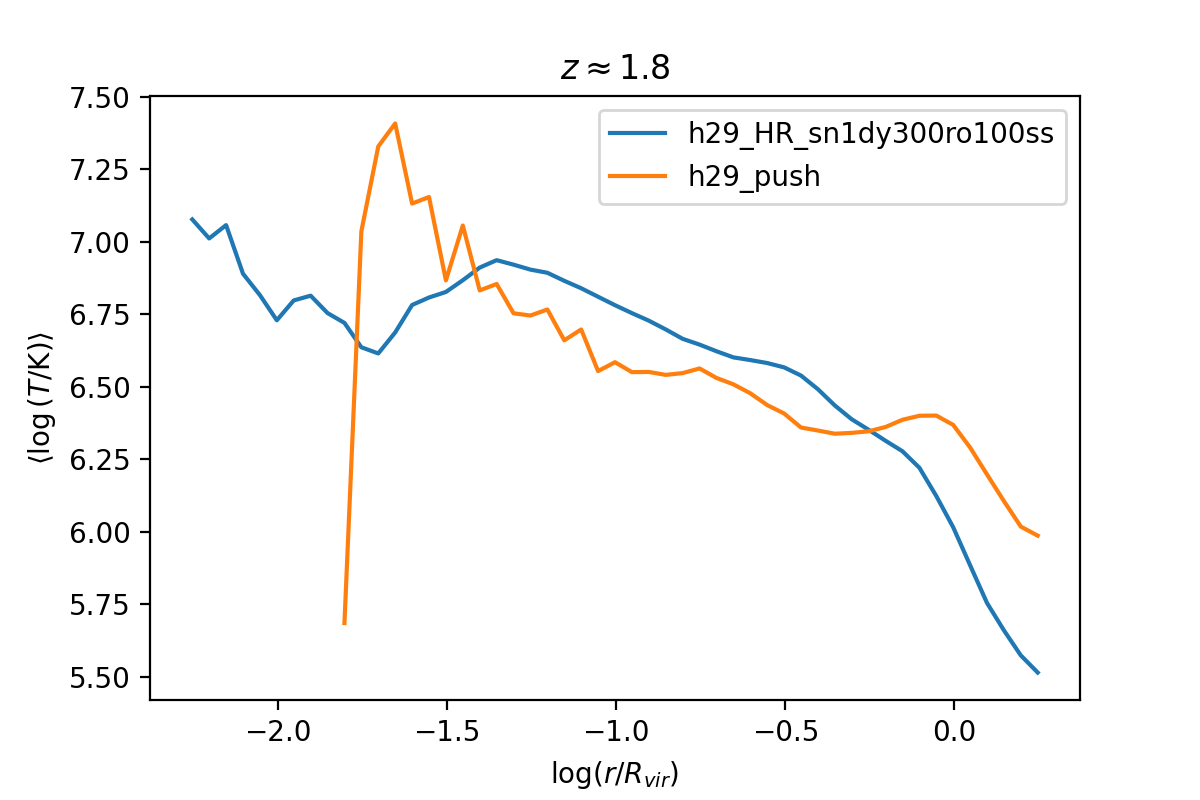 z ≈ 1.8
7.50
7.25
7.00
6.75
6.50
6.25
6.00
5.75
5.50
⟨log (T/K)⟩
h29_HR_sn1dy300ro100ss
h29_push
−2.0 −1.5 −1.0 −0.5 0.0
log(r/R_vir)